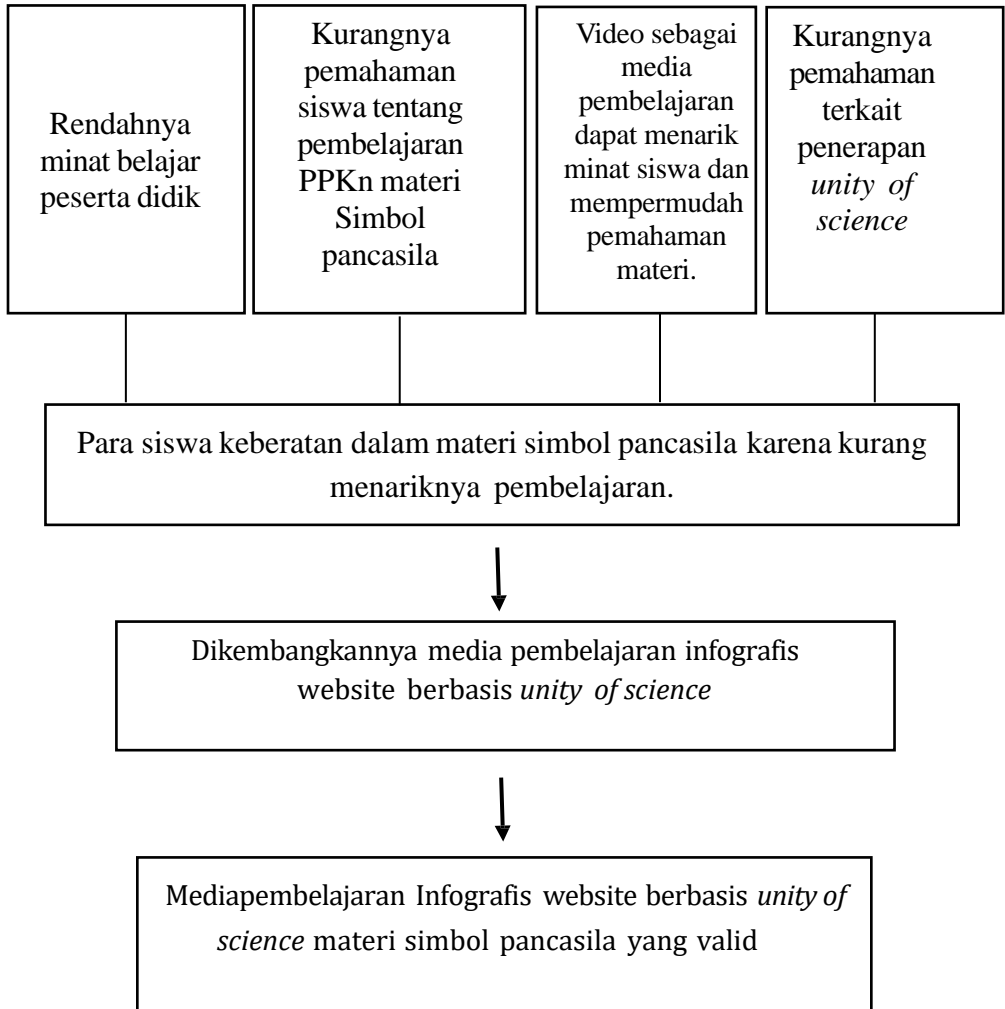 Rendahnya
minat belajar
peserta didik
Kurangnya
pemahaman
siswa tentang
pembelajaran
PPKn materi
Simbol
pancasila
Video sebagai
media
pembelajaran
dapat menarik
minat siswa dan
mempermudah
pemahaman
materi.
Kurangnya
pemahaman
terkait
penerapan
unity of
science
Para siswa keberatan dalam materi simbol pancasila karena kurang
menariknya pembelajaran.
Dikembangkannya media pembelajaran infografis
website berbasis unity of science
Mediapembelajaran Infografis website berbasis unity of
science materi simbol pancasila yang valid